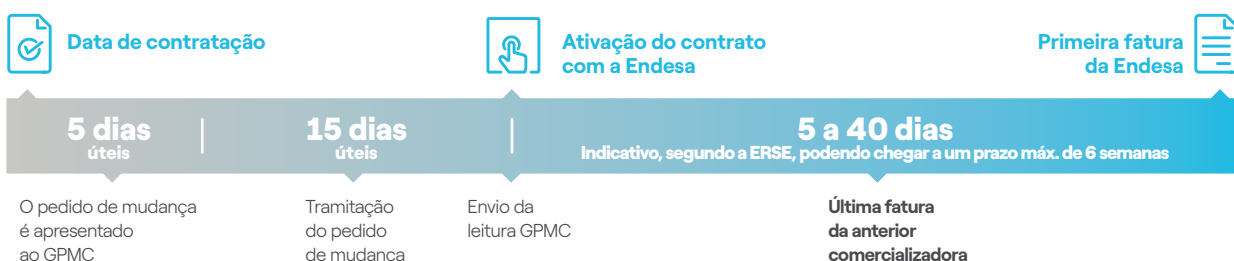 Data de contratação
Ativação do contrato
com a Endesa
Primeira fatura
da Endesa
5 dias
úteis
15 dias
úteis
5 a 40 dias
Indicativo, segundo a ERSE, podendo chegar a um prazo máx. de 6 semanas
O pedido de mudança
é apresentado
ao GPMC
Tramitação
do pedido
de mudança
Envio da
leitura GPMC
Última fatura
da anterior
comercializadora